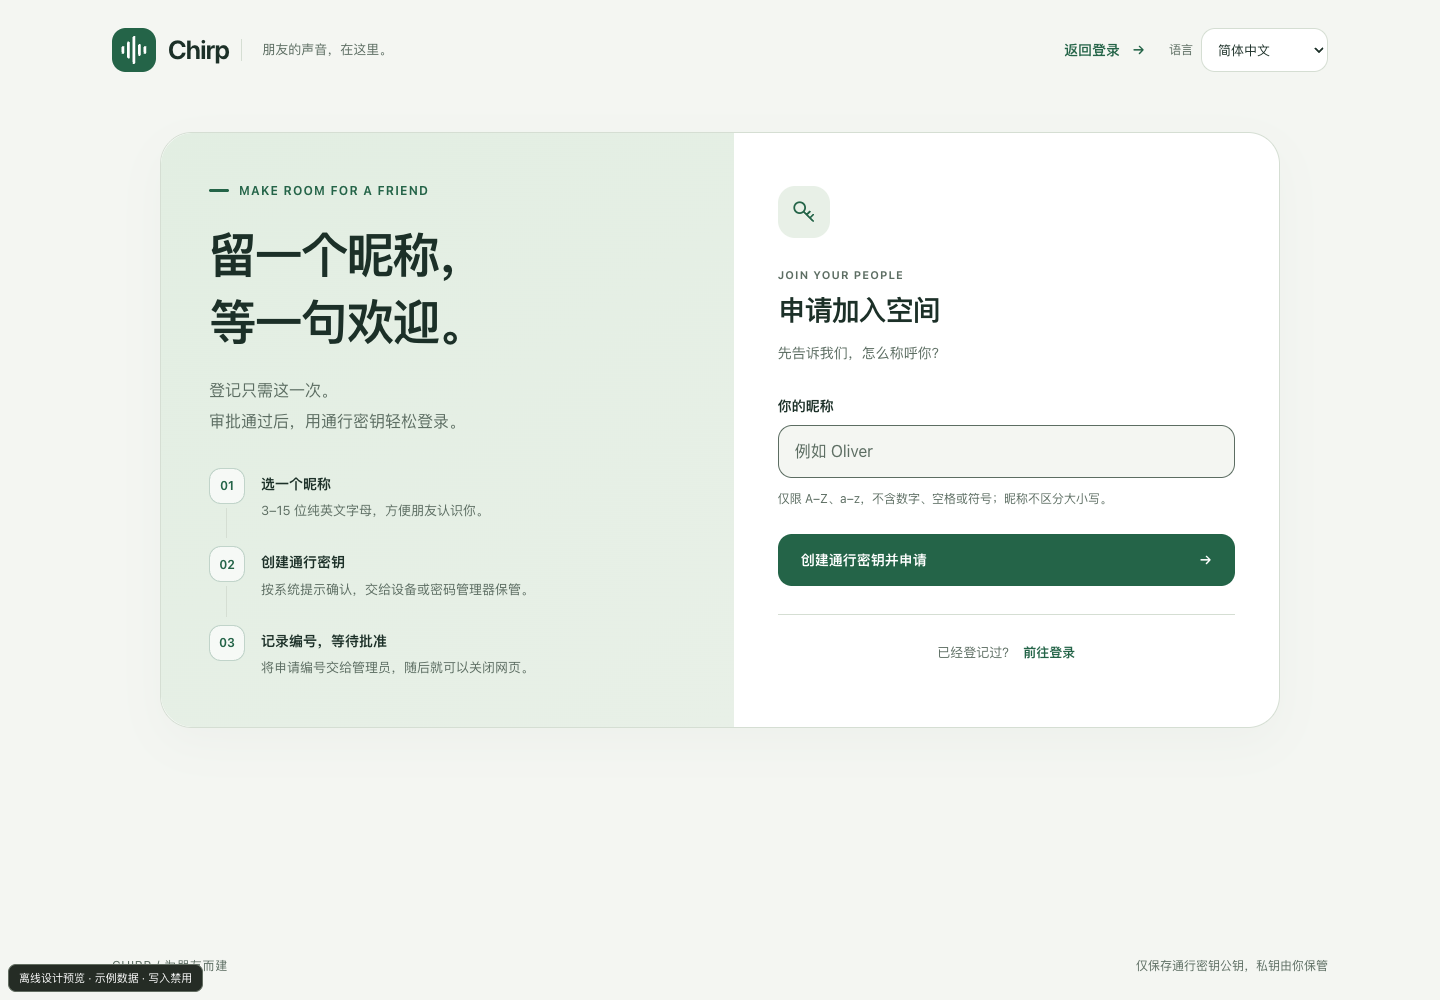 Chirp
朋友的声音，在这里。
返回登录 →
语言
简体中文
MAKE ROOM FOR A FRIEND
留一个昵称，
等一句欢迎。
登记只需这一次。
审批通过后，用通行密钥轻松登录。
01
选一个昵称
3–15 位纯英文字母，方便朋友认识你。
02
创建通行密钥
按系统提示确认，交给设备或密码管理器保管。
03
记录编号，等待批准
将申请编号交给管理员，随后就可以关闭网页。
JOIN YOUR PEOPLE
申请加入空间
先告诉我们，怎么称呼你？
你的昵称
例如 Oliver
仅限 A–Z、a–z，不含数字、空格或符号；昵称不区分大小写。
创建通行密钥并申请 →
已经登记过？ 前往登录
CHIRP / 为朋友而建
仅保存通行密钥公钥，私钥由你保管
离线设计预览 · 示例数据 · 写入禁用